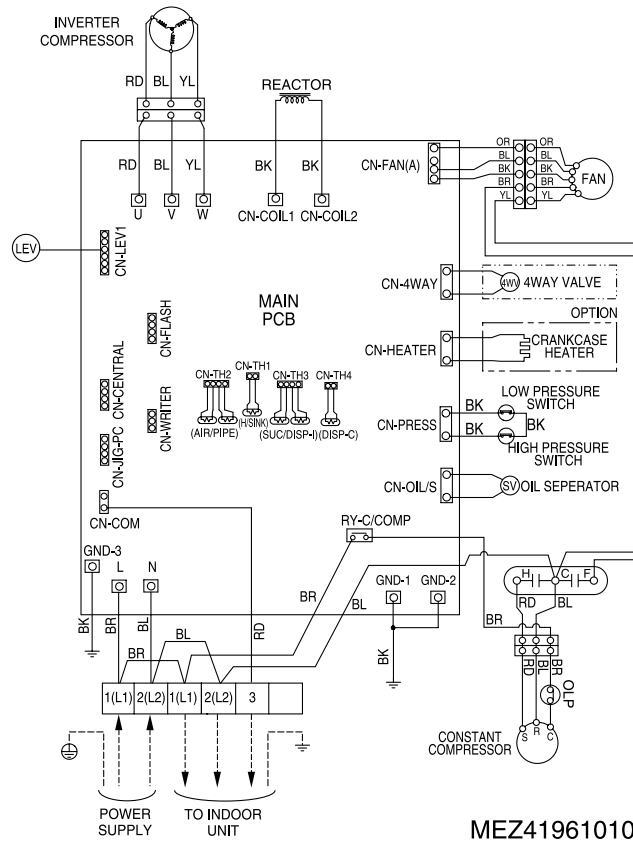 INVERTER
COMPRESSOR
RD BL YL
REACTOR
RD BL YL
BK BK
U V W
CN-COIL1 CN-COIL2
CN-FAN(A)
OR OR
BL BL
BK BK
BR BR
YL YL
FAN
LEV
CN-LEV1
CN-FLASH
MAIN
PCB
CN-4WAY
4WV 4WAY VALVE
OPTION
CN-HEATER
CRANKCASE
HEATER
CN-CENTRAL
CN-WRITER
CN-JIG-PC
CN-TH2 CN-TH1 CN-TH3 CN-TH4
(AIR/PIPE) (H/SINK) (SUC/DISP-I) (DISP-C)
CN-PRESS
LOW PRESSURE
SWITCH
BK
BK
BK
HIGH PRESSURE
SWITCH
CN-OIL/S
SV OIL SEPERATOR
CN-COM
RY-C/COMP
GND-3
L N
GND-1 GND-2
H C F
RD BL
BR
BR
BL
BK BR BL RD
BR BL
BK
RD BL BR
OLP
1(L1) 2(L2) 1(L1) 2(L2) 3
S R C
CONSTANT
COMPRESSOR
POWER
SUPPLY
TO INDOOR
UNIT
MEZ41961010